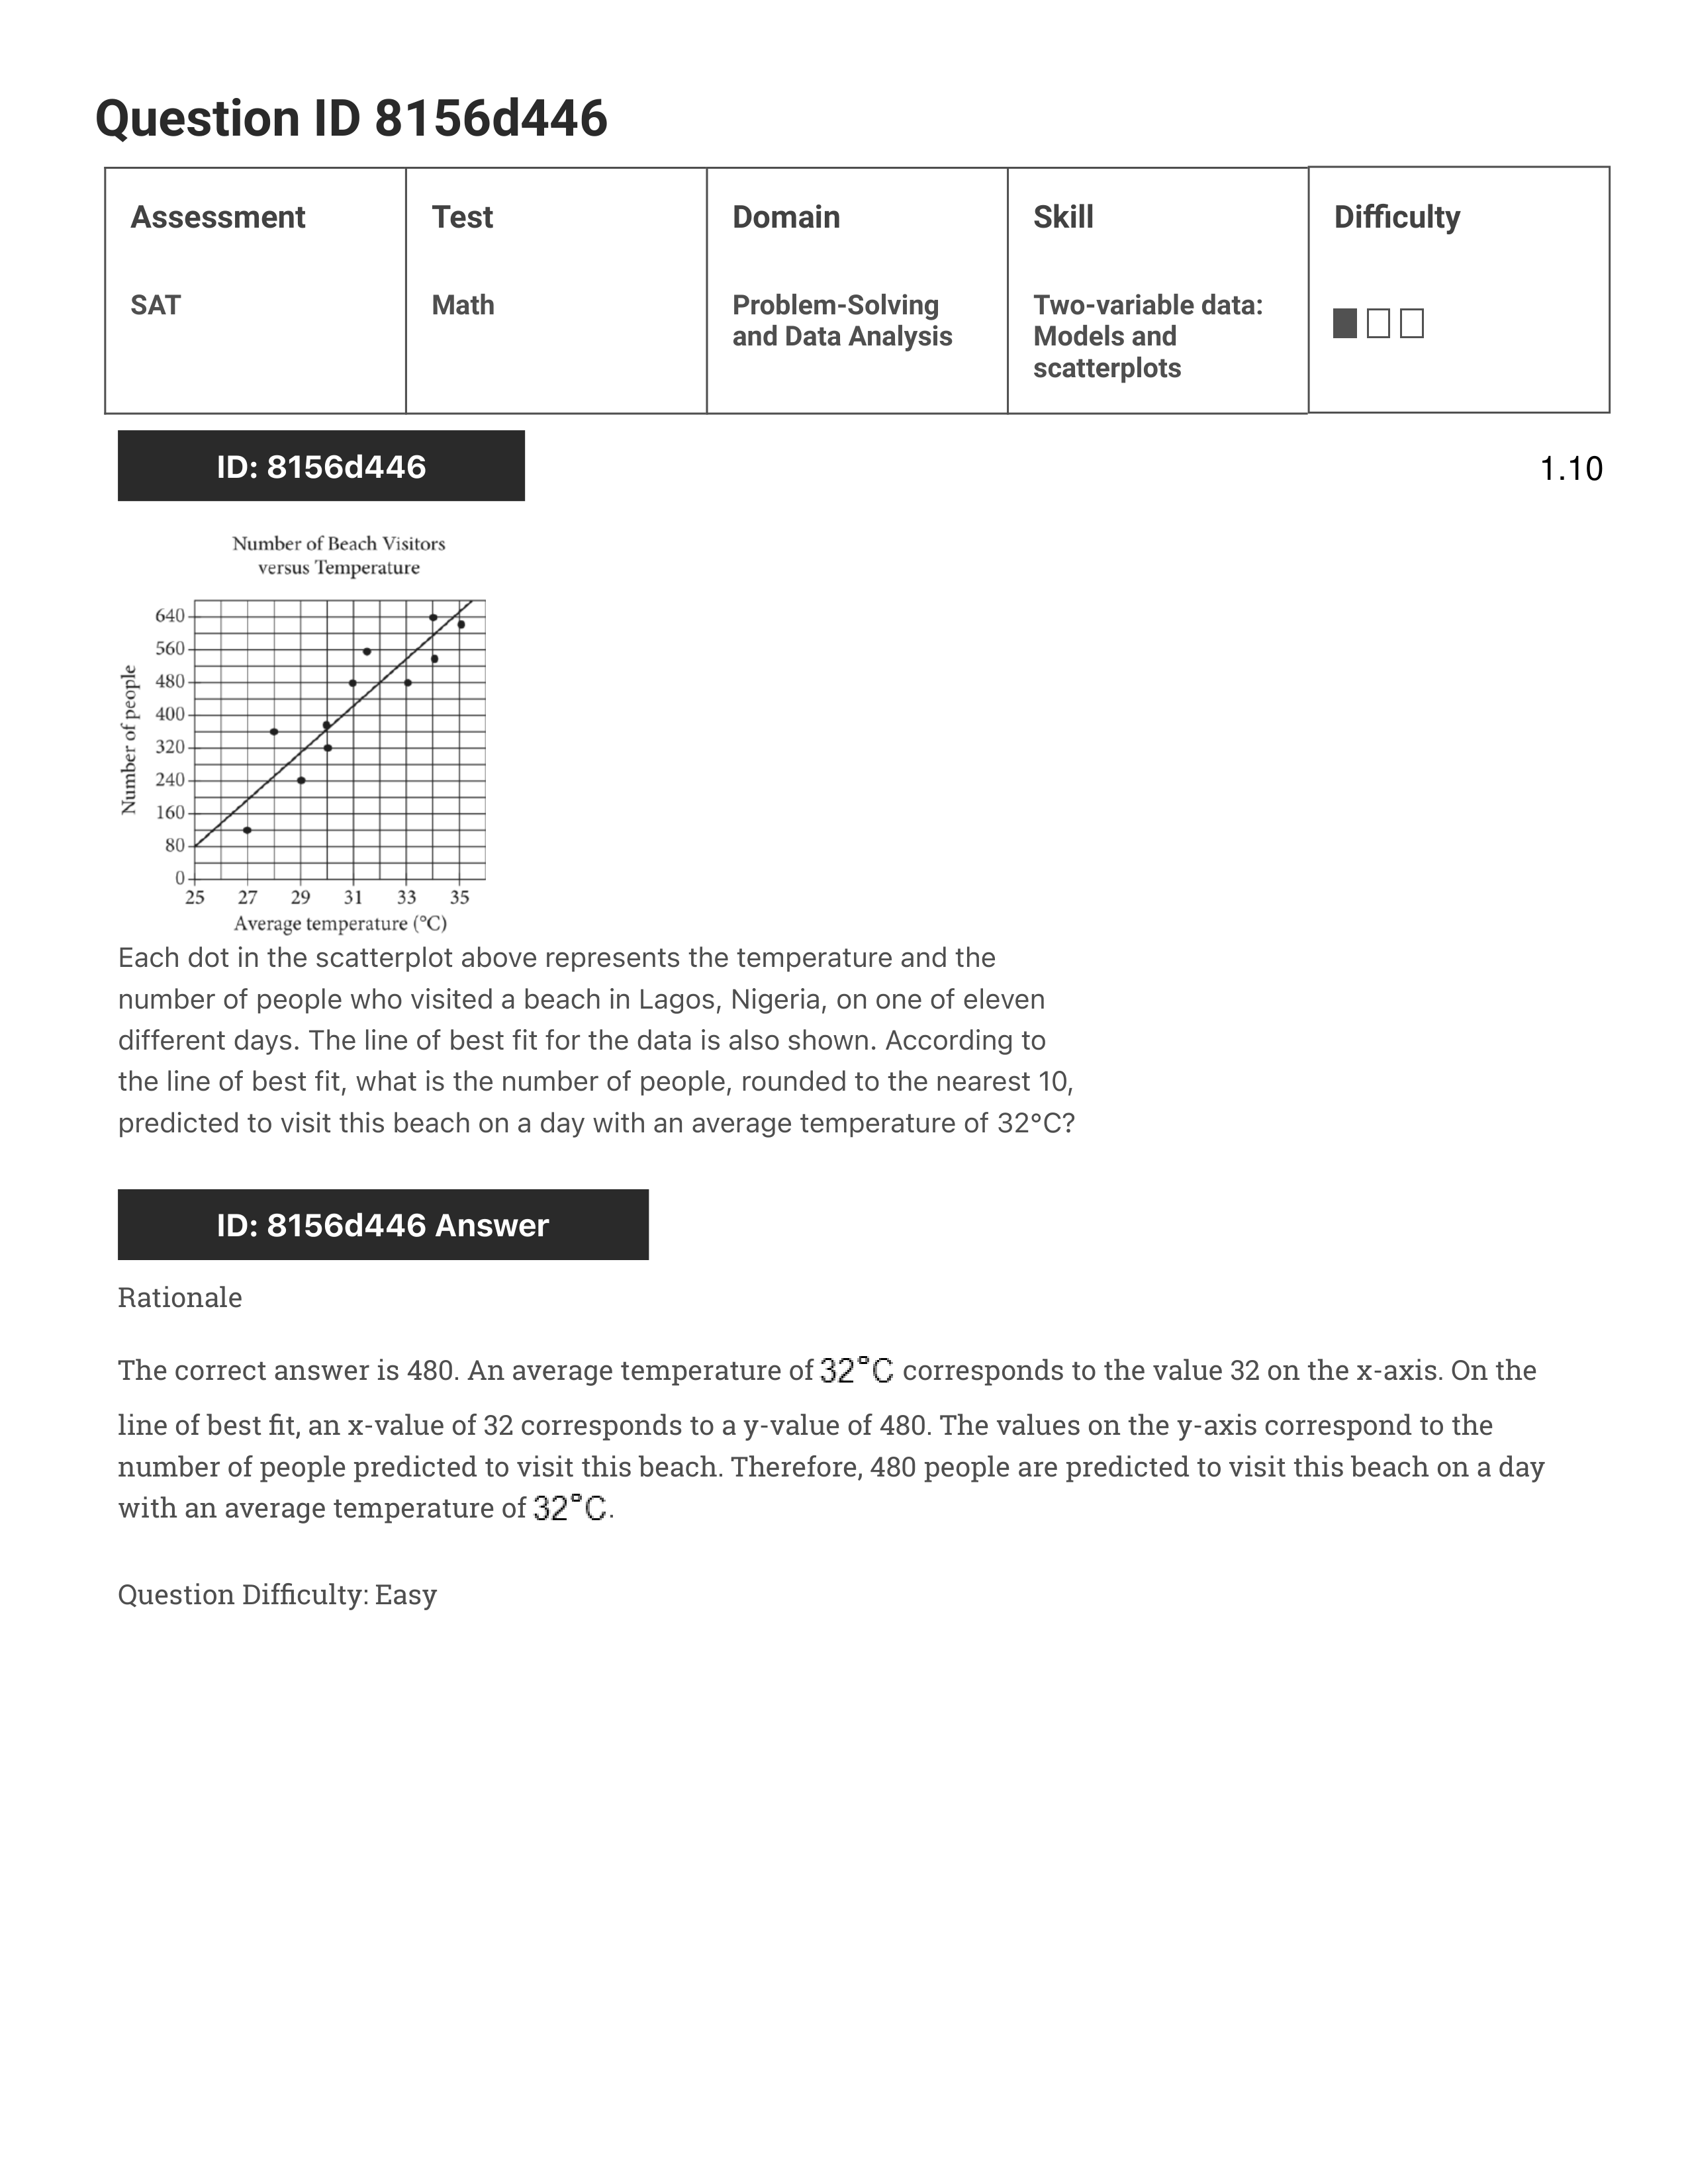 Question ID 8156d446
Assessment Test Domain Skill Difficulty
SAT Math Problem-Solving and Data Analysis Two-variable data: Models and scatterplots
ID: 8156d446
1.10
Number of Beach Visitors
versus Temperature
Number of people
640
560
480
400
320
240
160
80
0
25 27 29 31 33 35
Average temperature (°C)
Each dot in the scatterplot above represents the temperature and the
number of people who visited a beach in Lagos, Nigeria, on one of eleven
different days. The line of best fit for the data is also shown. According to
the line of best fit, what is the number of people, rounded to the nearest 10,
predicted to visit this beach on a day with an average temperature of 32°C?
ID: 8156d446 Answer
Rationale
The correct answer is 480. An average temperature of 32°C corresponds to the value 32 on the x-axis. On the
line of best fit, an x-value of 32 corresponds to a y-value of 480. The values on the y-axis correspond to the
number of people predicted to visit this beach. Therefore, 480 people are predicted to visit this beach on a day
with an average temperature of 32°C.
Question Difficulty: Easy